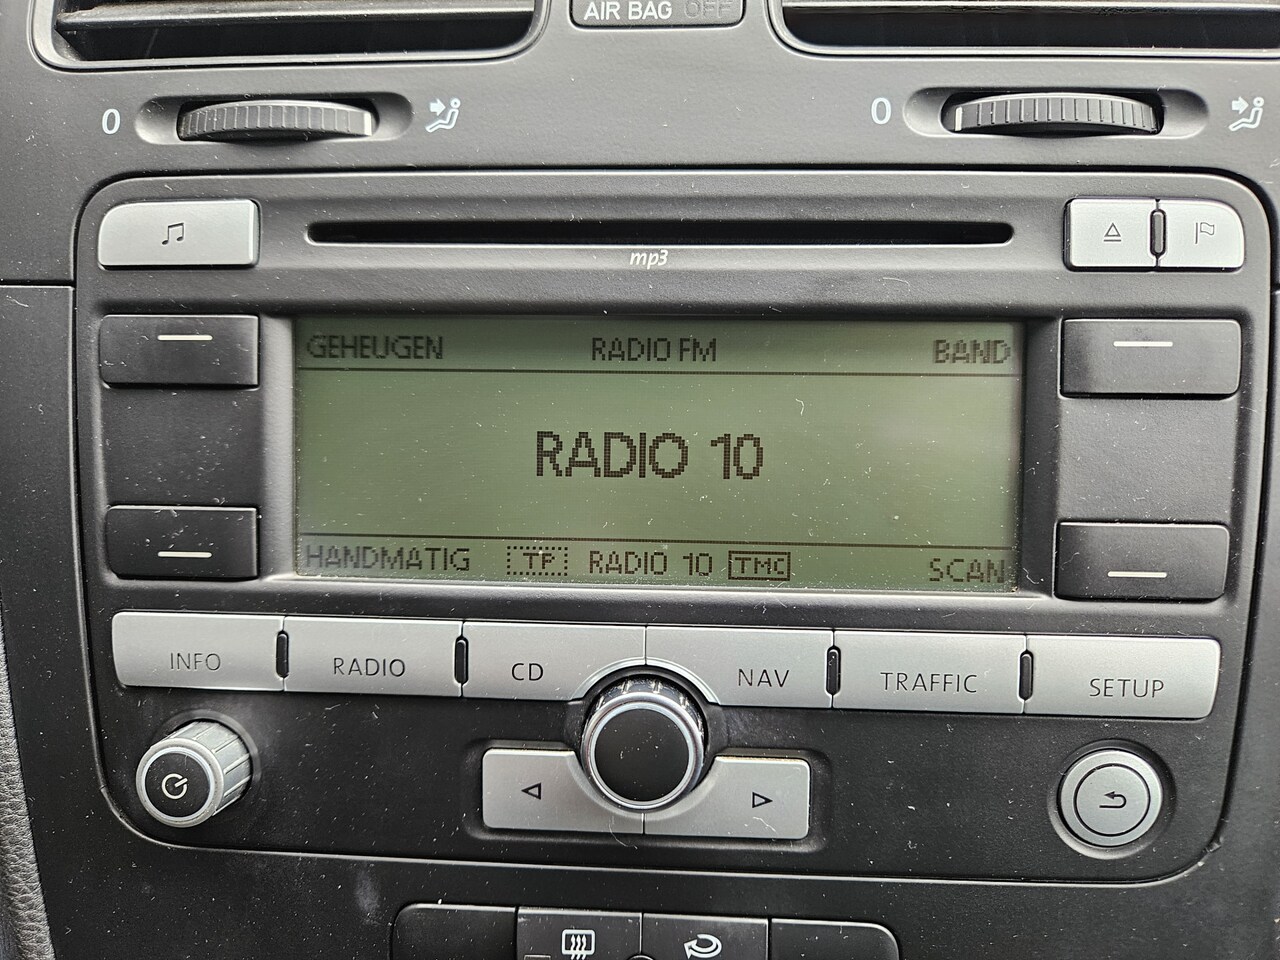 AIR BAG OFF
0
0
mp3
GEHEUGEN RADIO FM BAND
RADIO 10
HANDMATIG TP RADIO 10 TMC SCAN
INFO RADIO CD NAV TRAFFIC SETUP